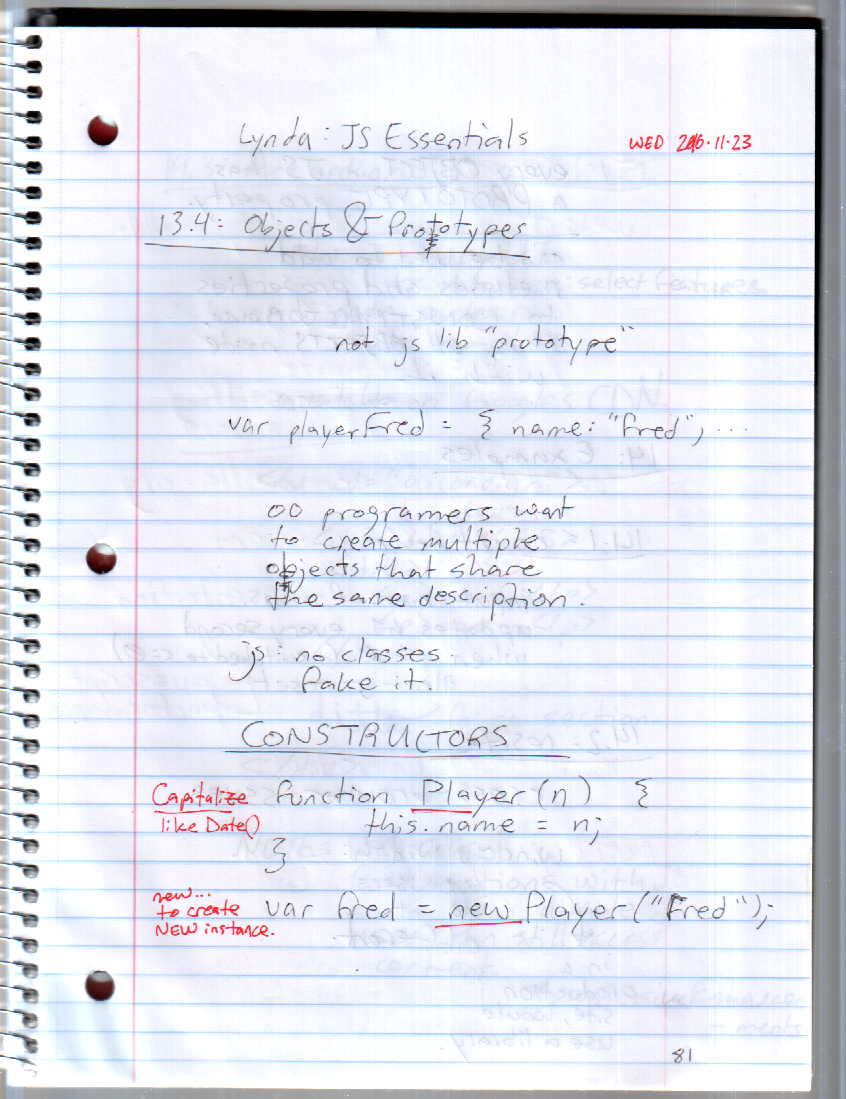 Lynda: JS Essentials
WED 2016.11.23
13.4: Objects & Prototypes
not js lib "prototype"
var playerFred = { name: "Fred", ...
OO programers want
to create multiple
objects that share
the same description.
js: no classes.
fake it.
CONSTRUCTORS
Capitalize function Player(n) {
like Date() this.name = n;
}
new...
to create var fred = new Player("Fred");
NEW instance.
81